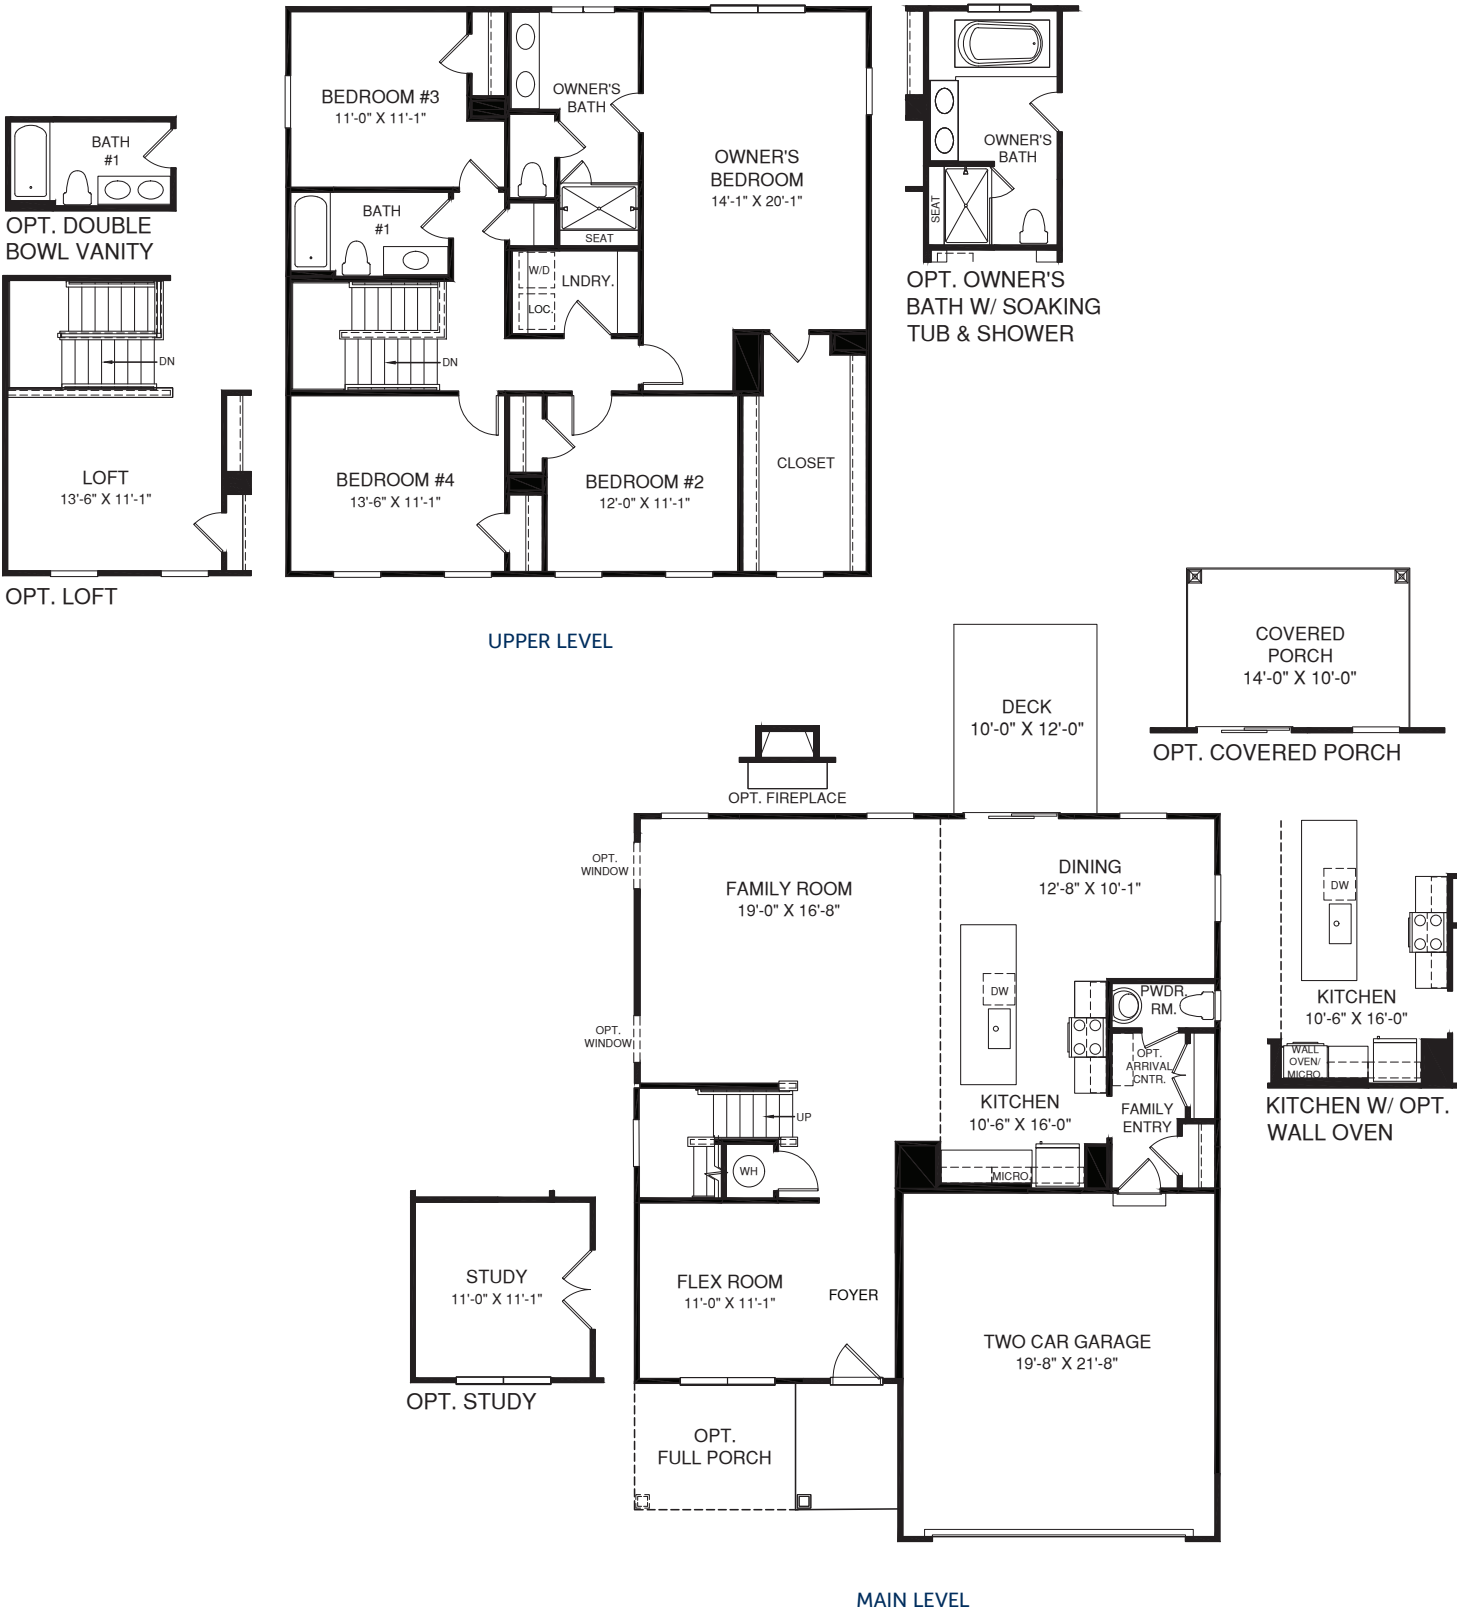 BEDROOM #3
11'-0" X 11'-1"
OWNER'S
BATH
OWNER'S
BEDROOM
14'-1" X 20'-1"
BATH
#1
SEAT
W/D
LOC.
LNDRY.
DN
BEDROOM #4
13'-6" X 11'-1"
BEDROOM #2
12'-0" X 11'-1"
CLOSET
BATH
#1
OPT. DOUBLE
BOWL VANITY
DN
LOFT
13'-6" X 11'-1"
OPT. LOFT
OWNER'S
BATH
SEAT
OPT. OWNER'S
BATH W/ SOAKING
TUB & SHOWER
UPPER LEVEL
COVERED
PORCH
14'-0" X 10'-0"
OPT. COVERED PORCH
DECK
10'-0" X 12'-0"
OPT. FIREPLACE
OPT.
WINDOW
FAMILY ROOM
19'-0" X 16'-8"
DINING
12'-8" X 10'-1"
DW
PWDR.
RM.
OPT.
WINDOW
OPT.
ARRIVAL
CNTR.
KITCHEN
10'-6" X 16'-0"
FAMILY
ENTRY
UP
WH
MICRO
DW
KITCHEN
10'-6" X 16'-0"
WALL
OVEN/
MICRO
KITCHEN W/ OPT.
WALL OVEN
STUDY
11'-0" X 11'-1"
OPT. STUDY
FLEX ROOM
11'-0" X 11'-1"
FOYER
TWO CAR GARAGE
19'-8" X 21'-8"
OPT.
FULL PORCH
MAIN LEVEL